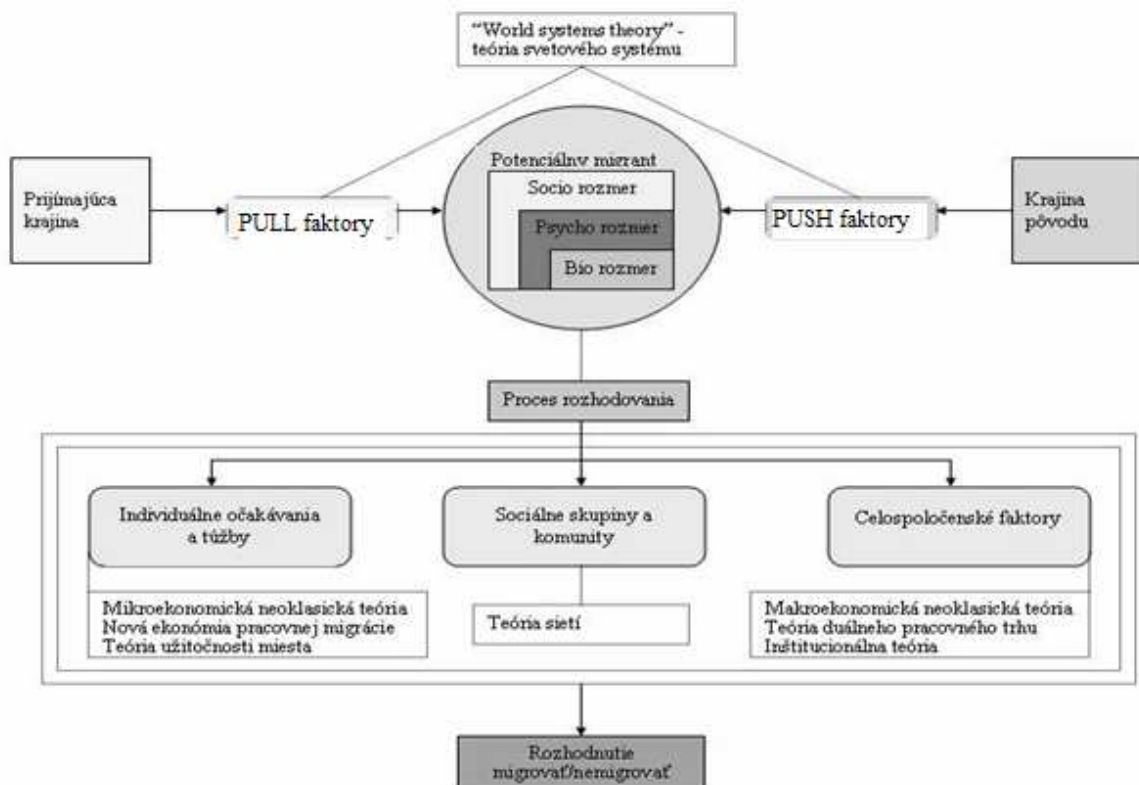 “World systems theory” -
teória svetového systému
Potenciálny migrant
Socio rozmer
Psycho rozmer
Bio rozmer
Prijímajúca
krajina
PULL faktory
PUSH faktory
Krajina
pôvodu
Proces rozhodovania
Individuálne očakávania
a túžby
Sociálne skupiny a
komunity
Celospoločenské faktory
Mikroekonomická neoklasická teória
Nová ekonómia pracovnej migrácie
Teória užitočnosti miesta
Teória sietí
Makroekonomická neoklasická teória
Teória duálneho pracovného trhu
Inštitucionálna teória
Rozhodnutie
migrovať/nemigrovať